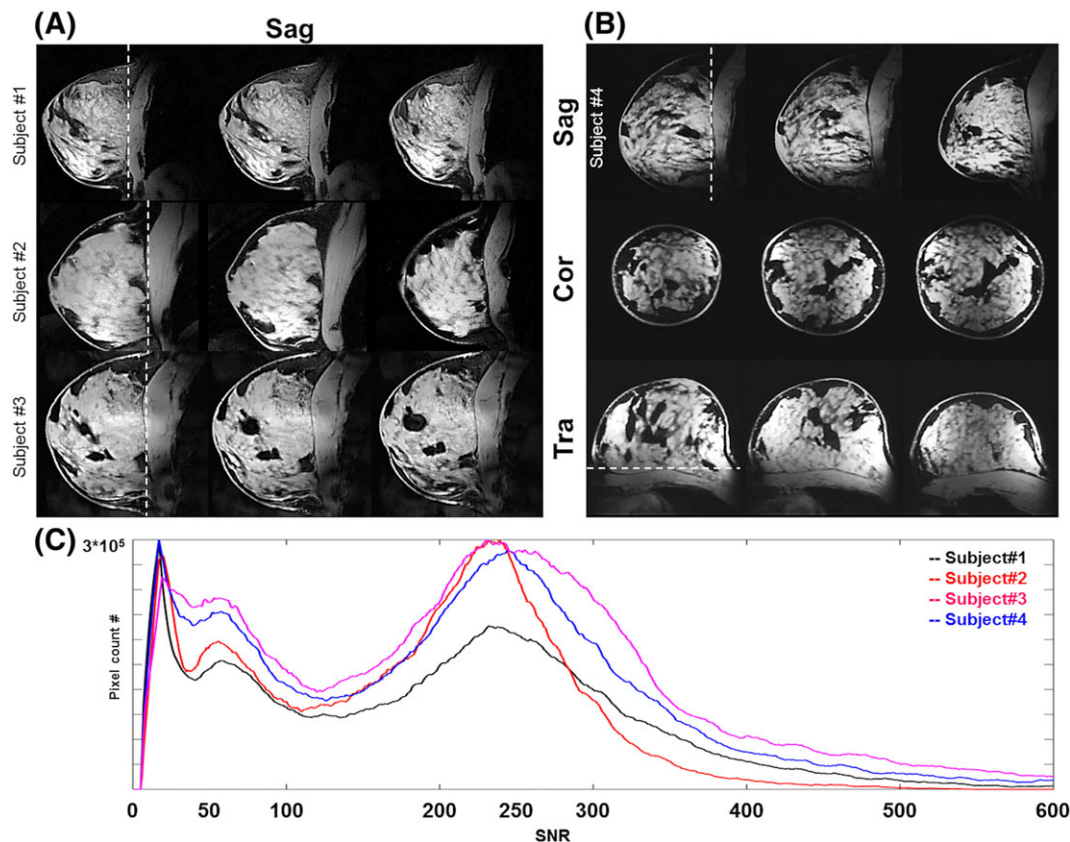 (A)
Sag
Subject #1
Subject #2
Subject #3
(B)
Sag
Subject #4
Cor
Tra
(C)
3*10⁵
Pixel count #
-- Subject#1
-- Subject#2
-- Subject#3
-- Subject#4
0 50 100 200 250 300 400 500 600
SNR